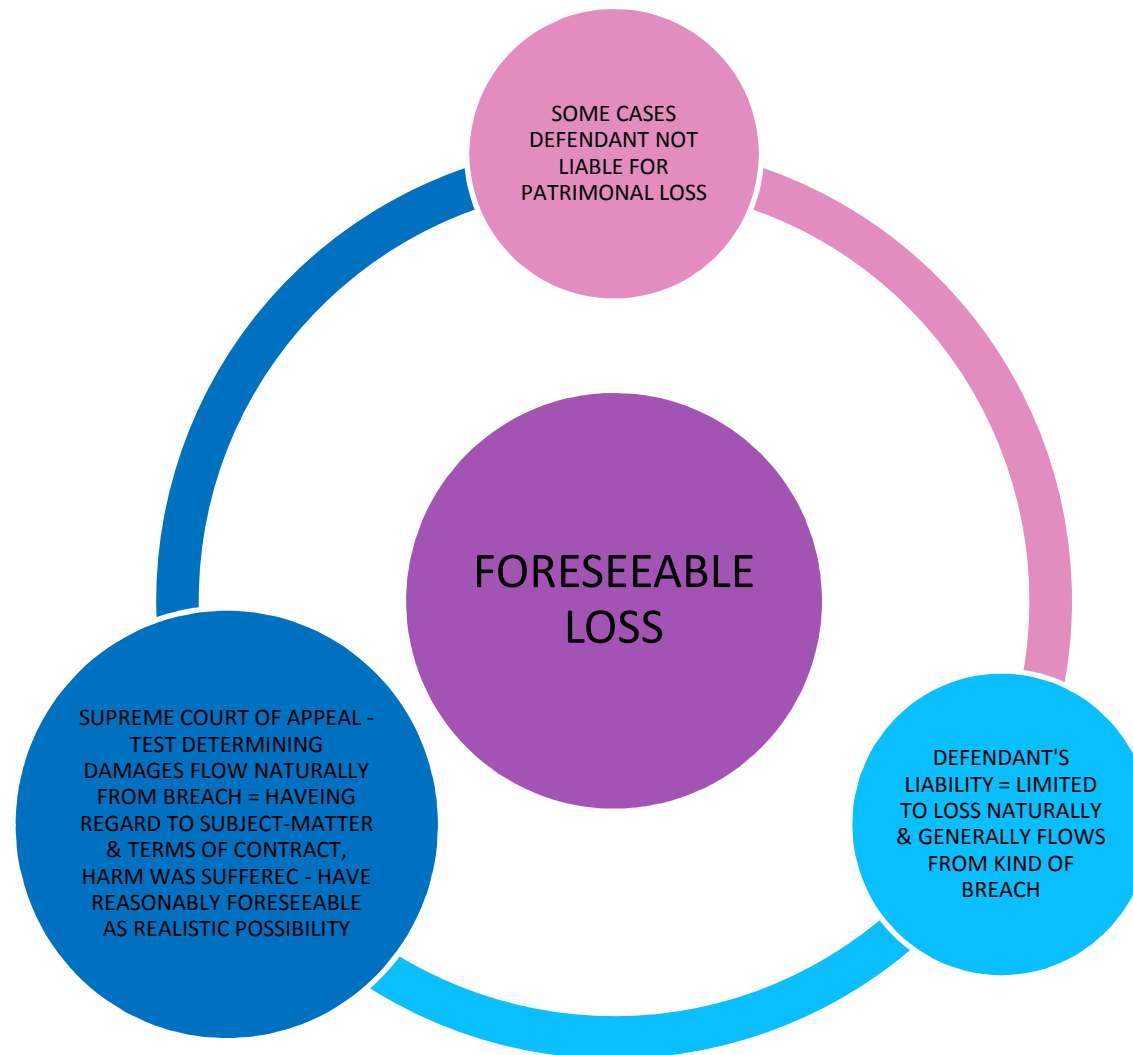 SOME CASES
DEFENDANT NOT
LIABLE FOR
PATRIMONAL LOSS
FORESEEABLE
LOSS
DEFENDANT'S
LIABILITY = LIMITED
TO LOSS NATURALLY
& GENERALLY FLOWS
FROM KIND OF
BREACH
SUPREME COURT OF APPEAL -
TEST DETERMINING
DAMAGES FLOW NATURALLY
FROM BREACH = HAVEING
REGARD TO SUBJECT-MATTER
& TERMS OF CONTRACT,
HARM WAS SUFFEREC - HAVE
REASONABLY FORESEEABLE
AS REALISTIC POSSIBILITY